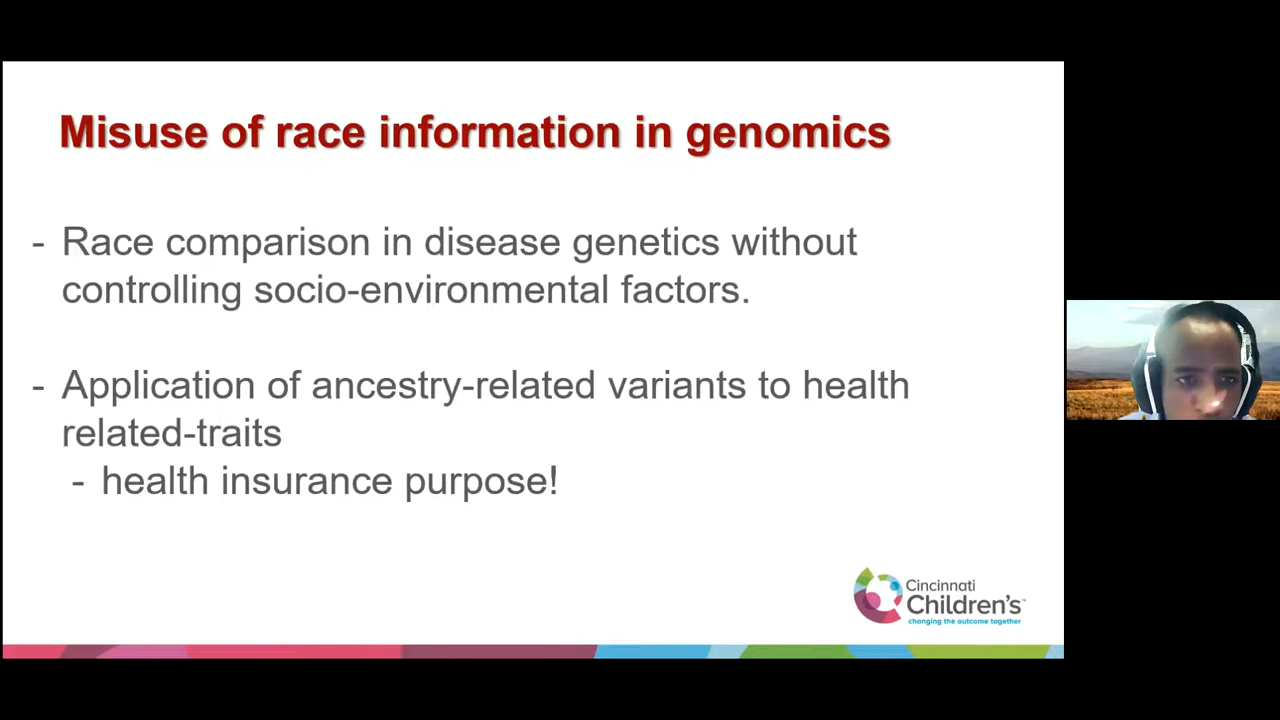 Misuse of race information in genomics
- Race comparison in disease genetics without
controlling socio-environmental factors.
- Application of ancestry-related variants to health
related-traits
- health insurance purpose!
Cincinnati
Children's™
changing the outcome together